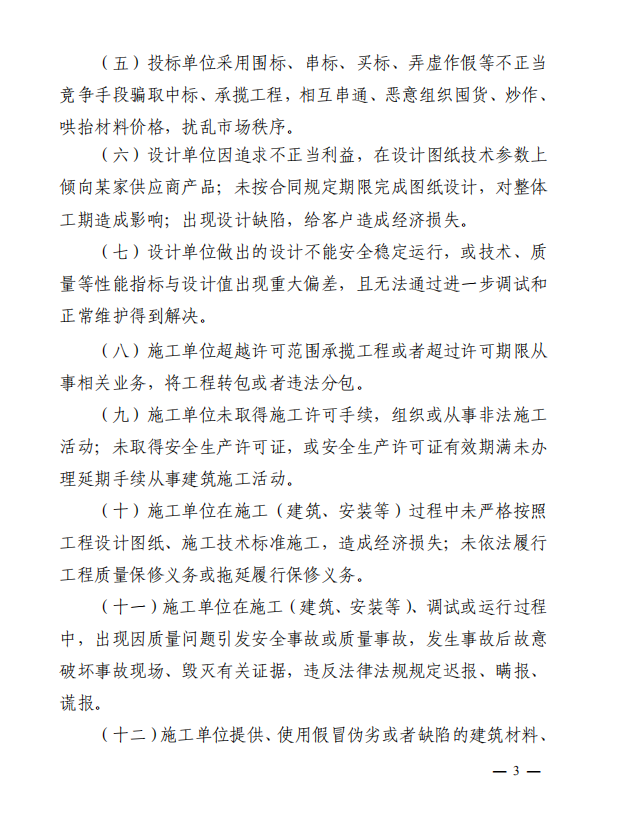 （五）投标单位采用围标、串标、买标、弄虚作假等不正当
竞争手段骗取中标、承揽工程，相互串通、恶意组织囤货、炒作、
哄抬材料价格，扰乱市场秩序。
（六）设计单位因追求不正当利益，在设计图纸技术参数上
倾向某家供应商产品；未按合同规定期限完成图纸设计，对整体
工期造成影响；出现设计缺陷，给客户造成经济损失。
（七）设计单位做出的设计不能安全稳定运行，或技术、质
量等性能指标与设计值出现重大偏差，且无法通过进一步调试和
正常维护得到解决。
（八）施工单位超越许可范围承揽工程或者超过许可期限从
事相关业务，将工程转包或者违法分包。
（九）施工单位未取得施工许可手续，组织或从事非法施工
活动；未取得安全生产许可证，或安全生产许可证有效期满未办
理延期手续从事建筑施工活动。
（十）施工单位在施工（建筑、安装等）过程中未严格按照
工程设计图纸、施工技术标准施工，造成经济损失；未依法履行
工程质量保修义务或拖延履行保修义务。
（十一）施工单位在施工（建筑、安装等）、调试或运行过程
中，出现因质量问题引发安全事故或质量事故，发生事故后故意
破坏事故现场、毁灭有关证据，违反法律法规规定迟报、瞒报、
谎报。
（十二）施工单位提供、使用假冒伪劣或者缺陷的建筑材料、
— 3 —